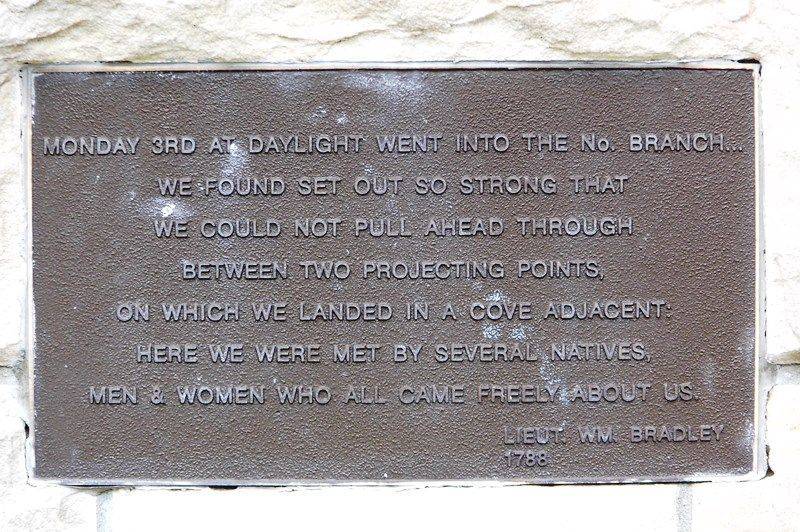 MONDAY 3RD AT DAYLIGHT WENT INTO THE No. BRANCH...
WE FOUND SET OUT SO STRONG THAT
WE COULD NOT PULL AHEAD THROUGH
BETWEEN TWO PROJECTING POINTS,
ON WHICH WE LANDED IN A COVE ADJACENT:
HERE WE WERE MET BY SEVERAL NATIVES,
MEN & WOMEN WHO ALL CAME FREELY ABOUT US.
LIEUT. WM. BRADLEY
1788